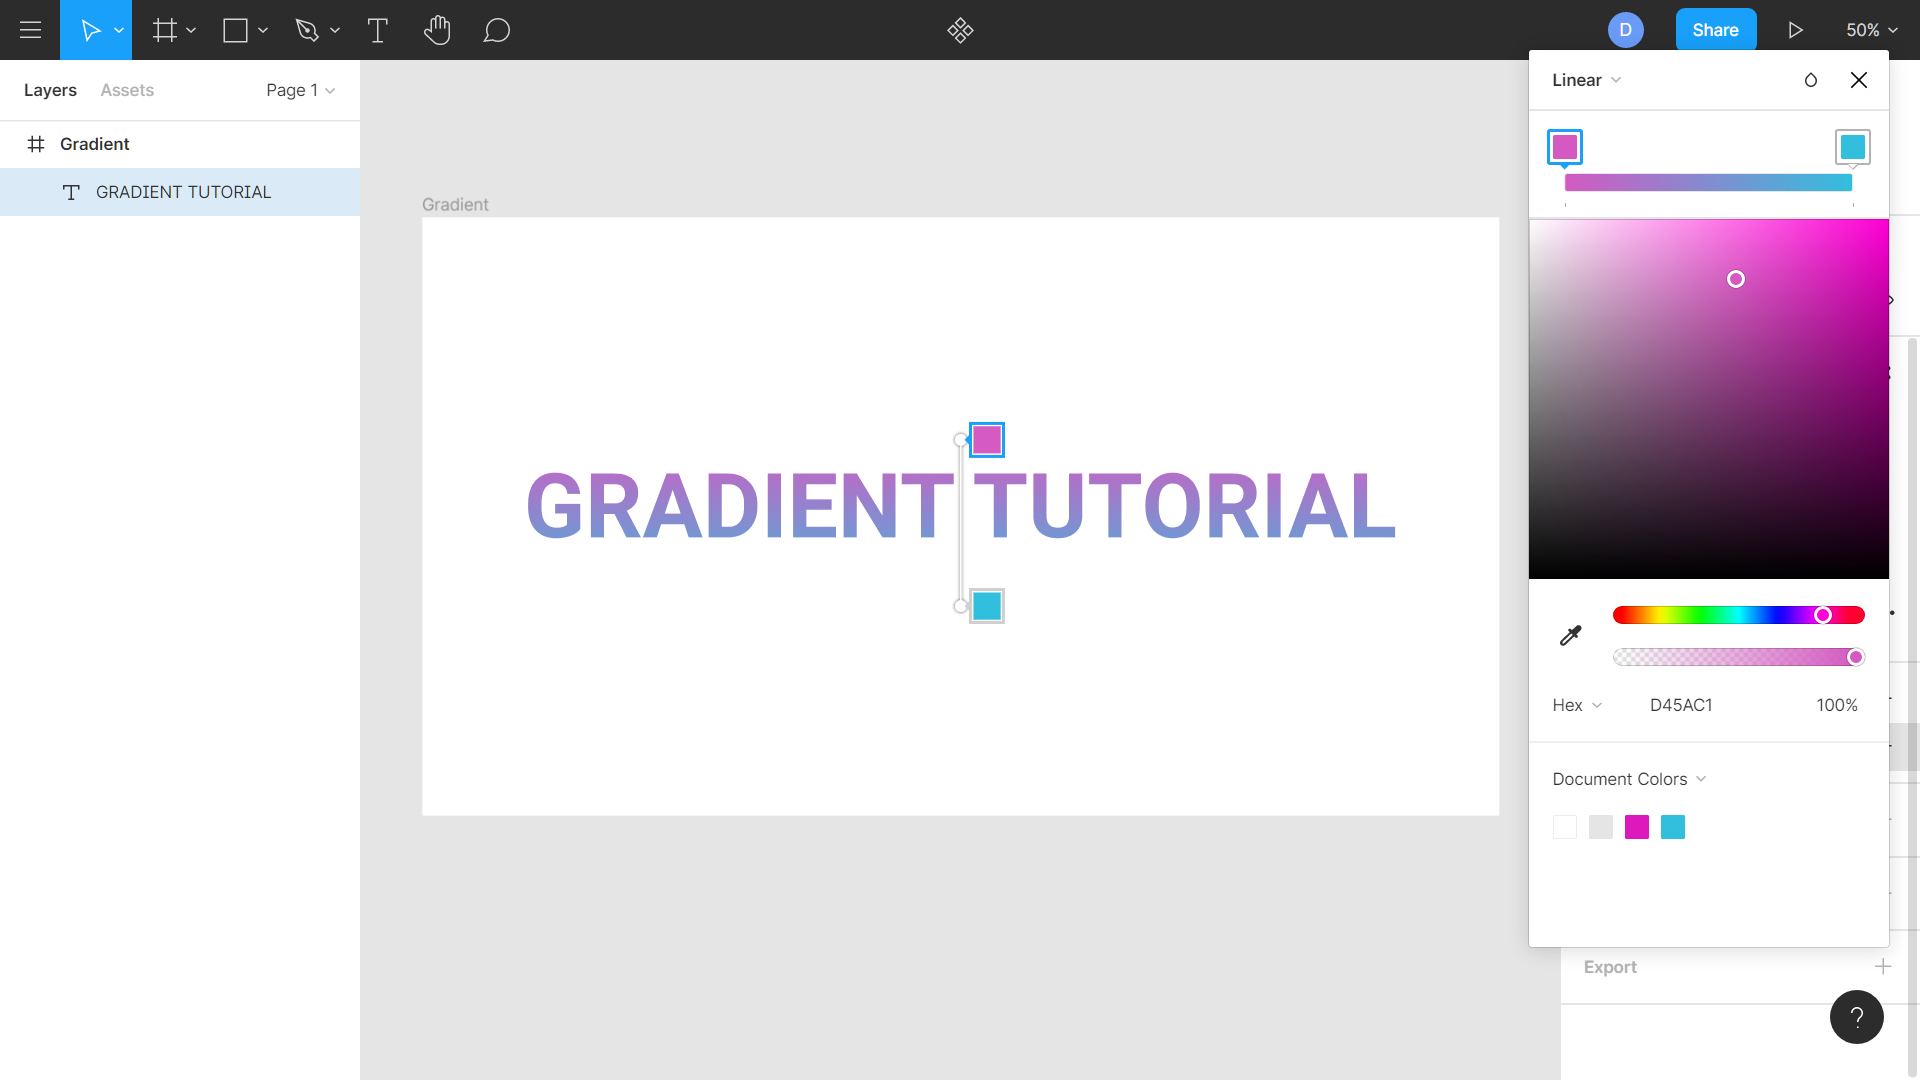 D
Share
50%
Layers
Assets
Page 1
Gradient
GRADIENT TUTORIAL
Gradient
GRADIENT TUTORIAL
Linear
Hex
D45AC1
100%
Document Colors
Export
?